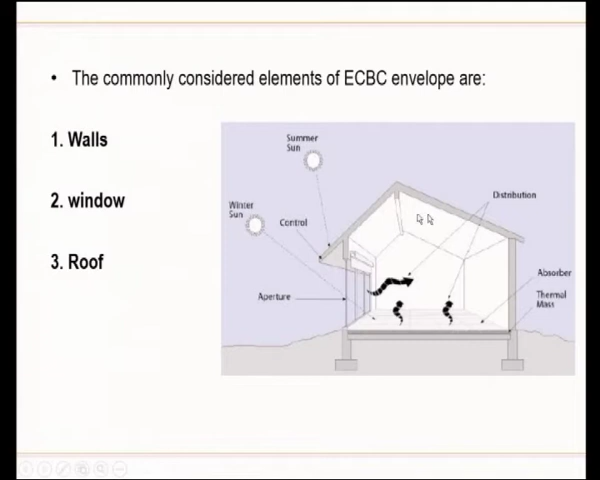 • The commonly considered elements of ECBC envelope are:
1. Walls
2. window
3. Roof
Summer
Sun
Winter
Sun
Control
Aperture
Distribution
Absorber
Thermal
Mass